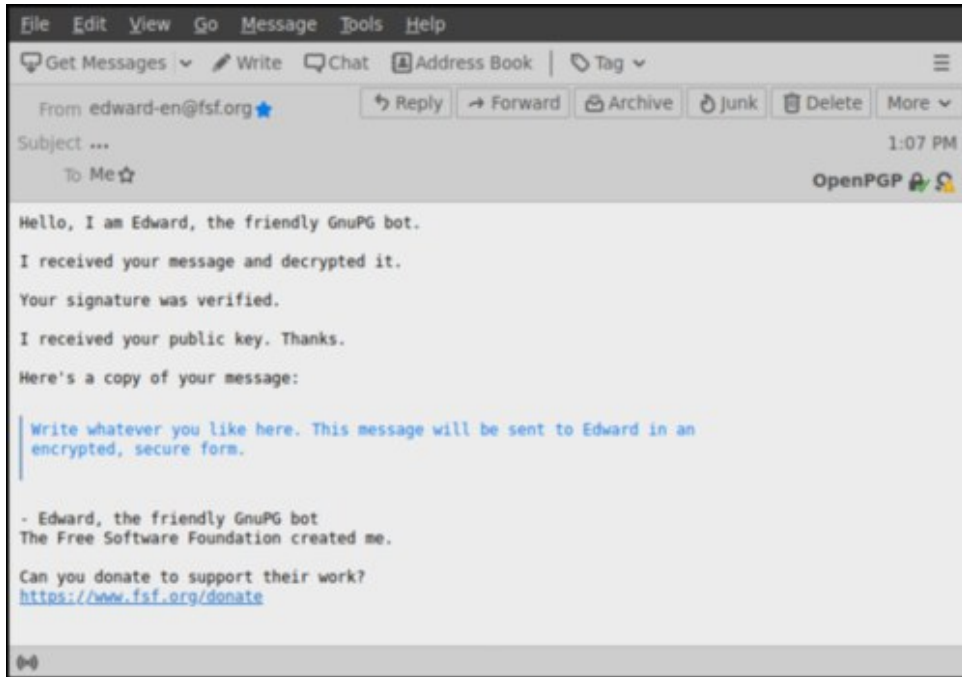 File Edit View Go Message Tools Help
Get Messages Write Chat Address Book Tag
From edward-en@fsf.org Reply Forward Archive Junk Delete More
Subject ... 1:07 PM
To Me
OpenPGP
Hello, I am Edward, the friendly GnuPG bot.
I received your message and decrypted it.
Your signature was verified.
I received your public key. Thanks.
Here's a copy of your message:
Write whatever you like here. This message will be sent to Edward in an
encrypted, secure form.
- Edward, the friendly GnuPG bot
The Free Software Foundation created me.
Can you donate to support their work?
https://www.fsf.org/donate